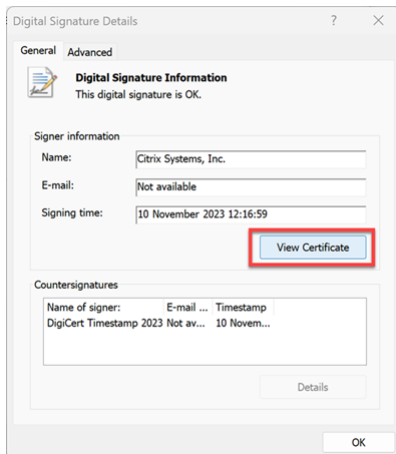 Digital Signature Details
General Advanced
Digital Signature Information
This digital signature is OK.
Signer information
Name: Citrix Systems, Inc.
E-mail: Not available
Signing time: 10 November 2023 12:16:59
View Certificate
Countersignatures
Name of signer: E-mail ... Timestamp
DigiCert Timestamp 2023 Not av... 10 Novem...
Details
OK